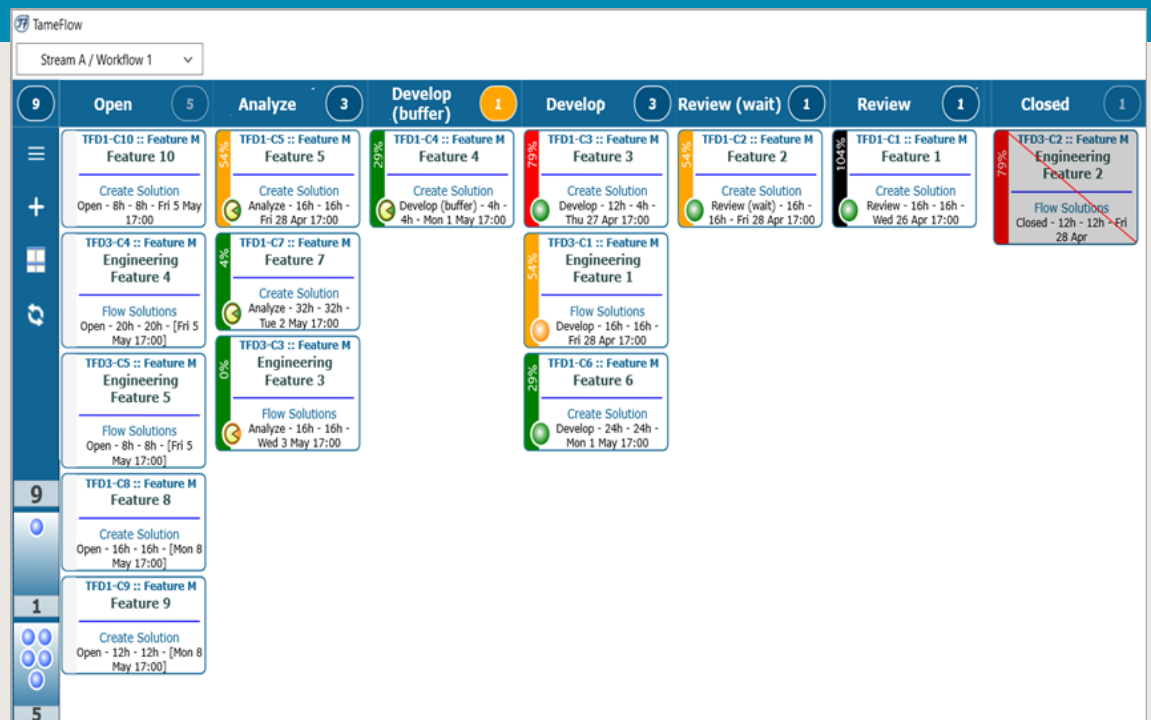 TameFlow
Stream A / Workflow 1
9
Open
5
Analyze
3
Develop
(buffer)
1
Develop
3
Review (wait)
1
Review
1
Closed
1
TFD1-C10 :: Feature M
Feature 10
Create Solution
Open - 8h - 8h - Fri 5 May
17:00
TFD3-C4 :: Feature M
Engineering
Feature 4
Flow Solutions
Open - 20h - 20h - [Fri 5
May 17:00]
TFD3-C5 :: Feature M
Engineering
Feature 5
Flow Solutions
Open - 8h - 8h - [Fri 5
May 17:00]
TFD1-C8 :: Feature M
Feature 8
Create Solution
Open - 16h - 16h - [Mon 8
May 17:00]
TFD1-C9 :: Feature M
Feature 9
Create Solution
Open - 12h - 12h - [Mon 8
May 17:00]
54%
TFD1-C5 :: Feature M
Feature 5
Create Solution
Analyze - 16h - 16h -
Fri 28 Apr 17:00
4%
TFD1-C7 :: Feature M
Feature 7
Create Solution
Analyze - 32h - 32h -
Tue 2 May 17:00
0%
TFD3-C3 :: Feature M
Engineering
Feature 3
Flow Solutions
Analyze - 16h - 16h -
Wed 3 May 17:00
29%
TFD1-C4 :: Feature M
Feature 4
Create Solution
Develop (buffer) - 4h -
4h - Mon 1 May 17:00
79%
TFD1-C3 :: Feature M
Feature 3
Create Solution
Develop - 12h - 4h -
Thu 27 Apr 17:00
54%
TFD3-C1 :: Feature M
Engineering
Feature 1
Flow Solutions
Develop - 16h - 16h -
Fri 28 Apr 17:00
29%
TFD1-C6 :: Feature M
Feature 6
Create Solution
Develop - 24h - 24h -
Mon 1 May 17:00
54%
TFD1-C2 :: Feature M
Feature 2
Create Solution
Review (wait) - 16h -
16h - Fri 28 Apr 17:00
104%
TFD1-C1 :: Feature M
Feature 1
Create Solution
Review - 16h - 16h -
Wed 26 Apr 17:00
79%
TFD3-C2 :: Feature M
Engineering
Feature 2
Flow Solutions
Closed - 12h - 12h - Fri
28 Apr
9
1
5